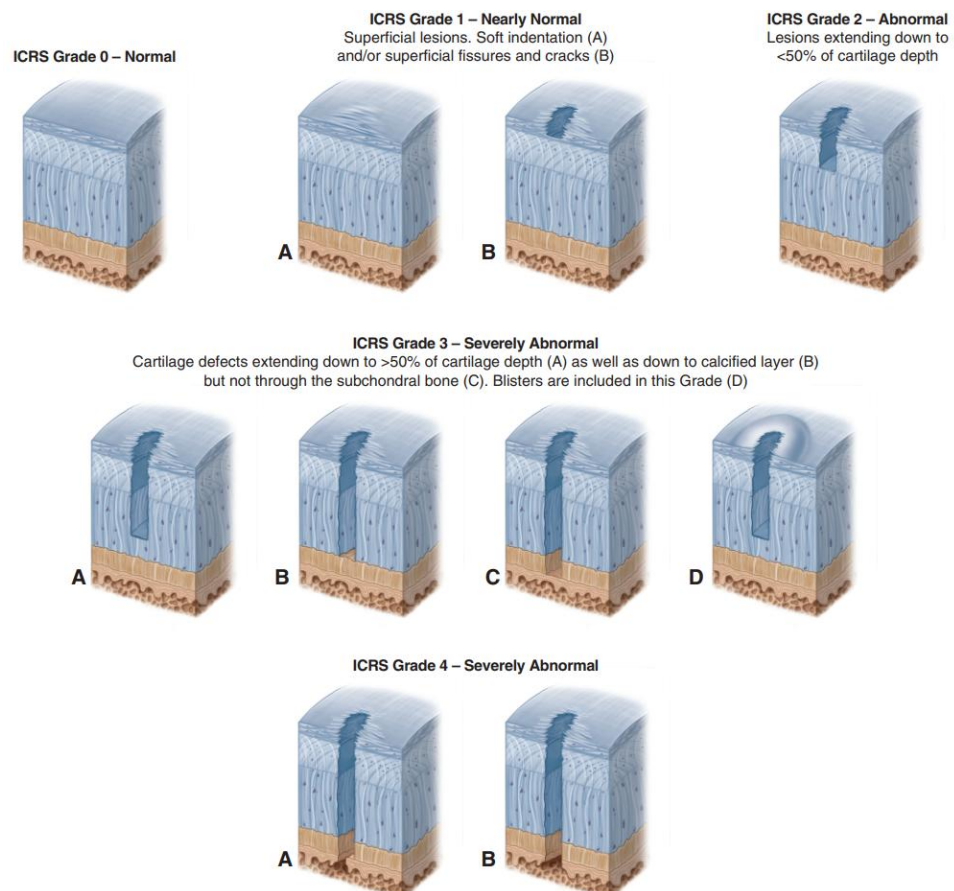 ICRS Grade 0 – Normal
ICRS Grade 1 – Nearly Normal
Superficial lesions. Soft indentation (A)
and/or superficial fissures and cracks (B)
ICRS Grade 2 – Abnormal
Lesions extending down to
<50% of cartilage depth
A
B
ICRS Grade 3 – Severely Abnormal
Cartilage defects extending down to >50% of cartilage depth (A) as well as down to calcified layer (B)
but not through the subchondral bone (C). Blisters are included in this Grade (D)
A
B
C
D
ICRS Grade 4 – Severely Abnormal
A
B